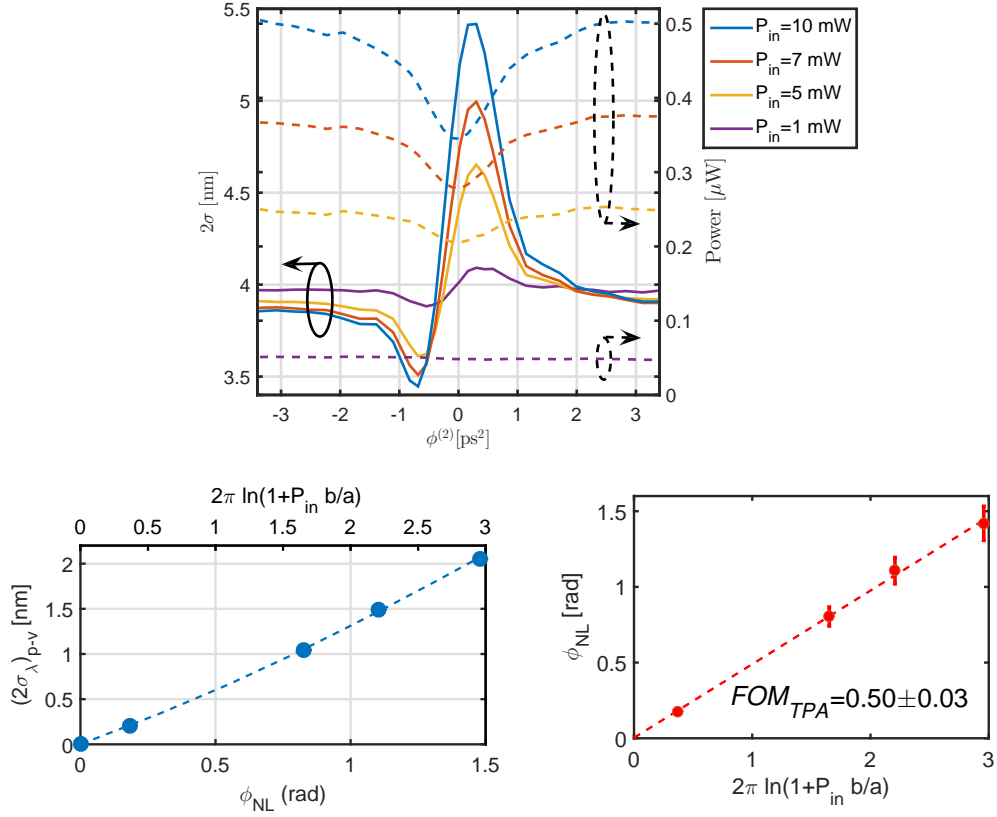 5.5
5
4.5
4
3.5
2σ [nm]
-3 -2 -1 0 1 2 3
ϕ⁽²⁾[ps²]
0.5
0.4
0.3
0.2
0.1
0
Power [μW]
P_in=10 mW
P_in=7 mW
P_in=5 mW
P_in=1 mW
2π ln(1+P_in b/a)
0 0.5 1 1.5 2 2.5 3
2
1.5
1
0.5
0
(2σ_λ)_p-v [nm]
0 0.5 1 1.5
ϕ_NL (rad)
1.5
1
0.5
0
ϕ_NL [rad]
FOM_TPA=0.50±0.03
0 1 2 3
2π ln(1+P_in b/a)